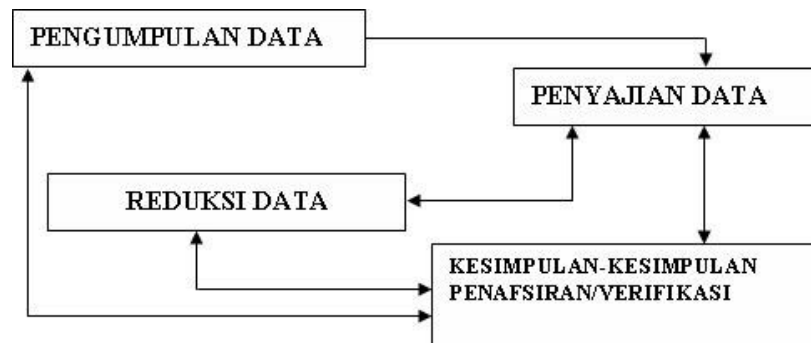 PENGUMPULAN DATA
PENYAJIAN DATA
REDUKSI DATA
KESIMPULAN-KESIMPULAN
PENAFSIRAN/VERIFIKASI